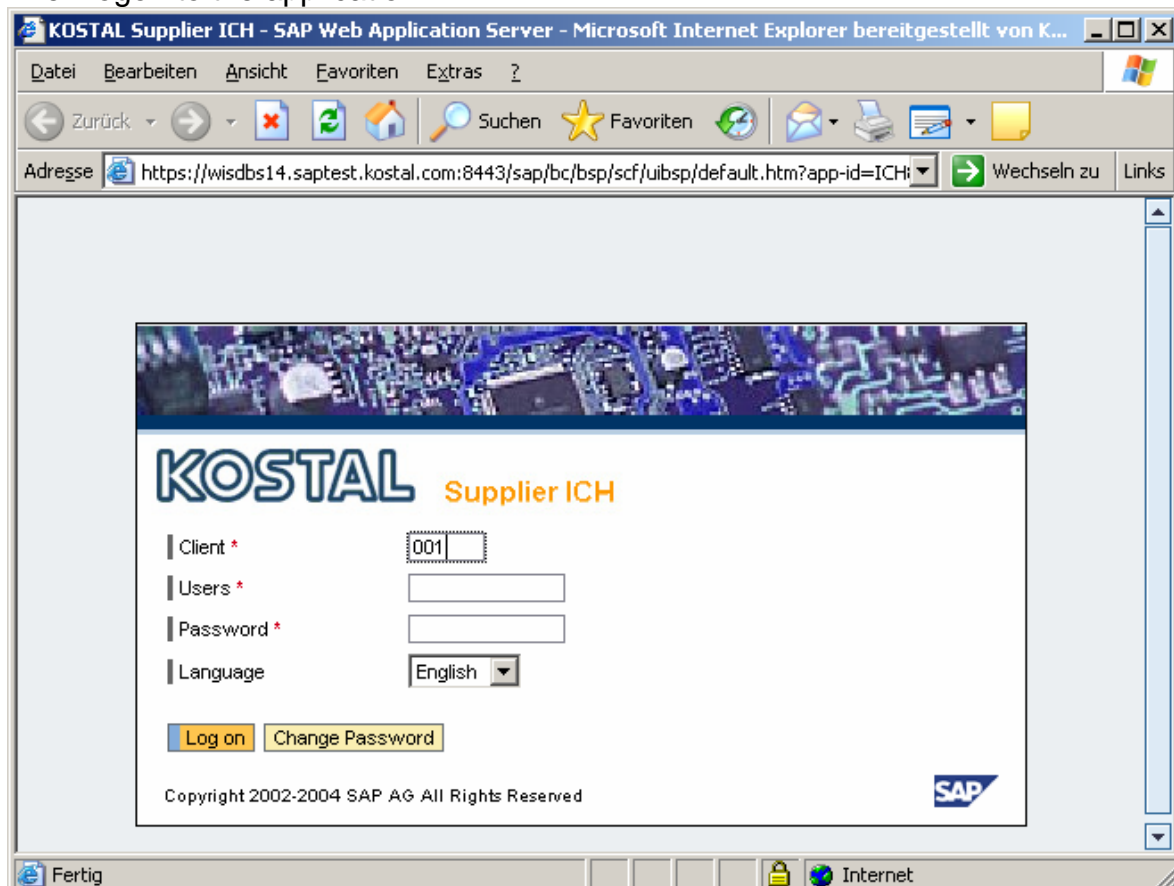 KOSTAL Supplier ICH - SAP Web Application Server - Microsoft Internet Explorer bereitgestellt von K...
Datei Bearbeiten Ansicht Favoriten Extras ?
Zurück Suchen Favoriten
Adresse https://wisdbs14.saptest.kostal.com:8443/sap/bc/bsp/scf/uibsp/default.htm?app-id=ICH Wechseln zu Links
KOSTAL Supplier ICH
Client * 001
Users *
Password *
Language English
Log on Change Password
Copyright 2002-2004 SAP AG All Rights Reserved SAP
Fertig Internet